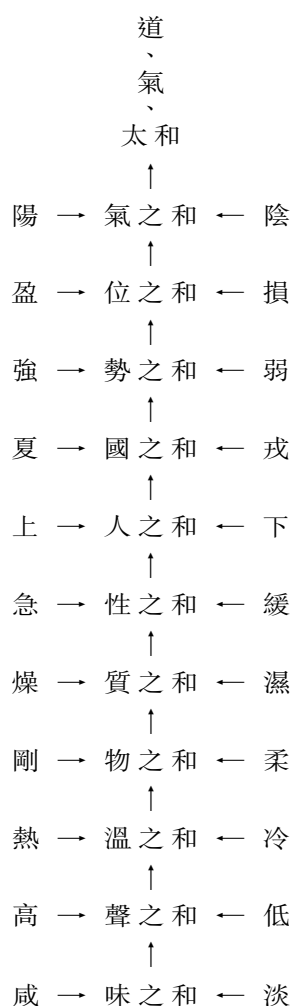 道、氣、
太和
↑
陽 → 氣之和 ← 陰
↑
盈 → 位之和 ← 損
↑
強 → 勢之和 ← 弱
↑
夏 → 國之和 ← 戎
↑
上 → 人之和 ← 下
↑
急 → 性之和 ← 緩
↑
燥 → 質之和 ← 濕
↑
剛 → 物之和 ← 柔
↑
熱 → 溫之和 ← 冷
↑
高 → 聲之和 ← 低
↑
咸 → 味之和 ← 淡